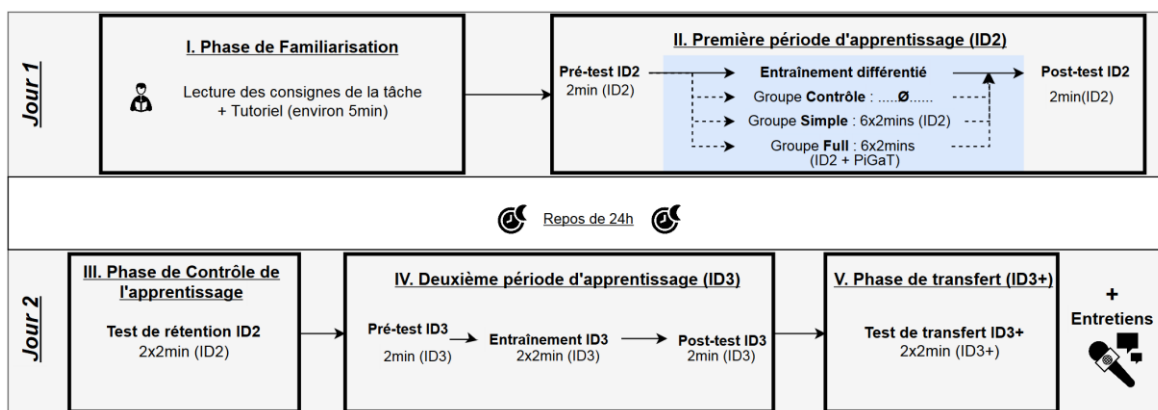 Jour 1
I. Phase de Familiarisation
Lecture des consignes de la tâche
+ Tutoriel (environ 5min)
II. Première période d'apprentissage (ID2)
Pré-test ID2
2min (ID2)
Entraînement différentié
Groupe Contrôle : .....Ø......
Groupe Simple : 6x2mins (ID2)
Groupe Full : 6x2mins
(ID2 + PiGaT)
Post-test ID2
2min(ID2)
Repos de 24h
Jour 2
III. Phase de Contrôle de
l'apprentissage
Test de rétention ID2
2x2min (ID2)
IV. Deuxième période d'apprentissage (ID3)
Pré-test ID3
2min (ID3)
Entraînement ID3
2x2min (ID3)
Post-test ID3
2min (ID3)
V. Phase de transfert (ID3+)
Test de transfert ID3+
2x2min (ID3+)
+
Entretiens